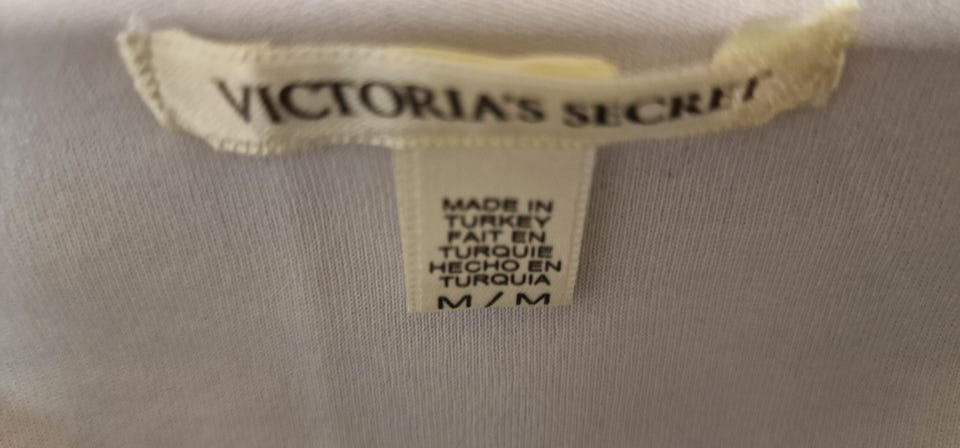 VICTORIA'S SECRET
MADE IN
TURKEY
FAIT EN
TURQUIE
HECHO EN
TURQUIA
M / M